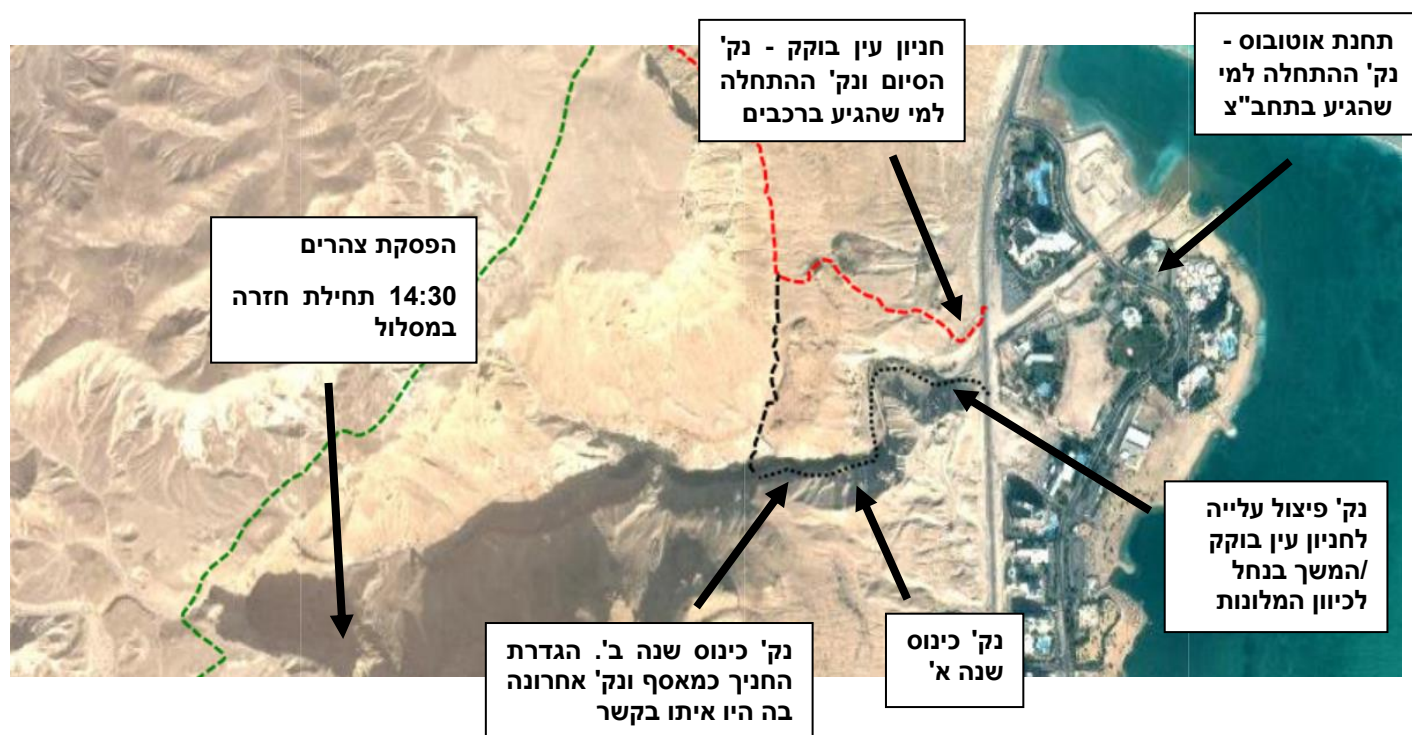 תחנת אוטובוס -
נק' ההתחלה למי
שהגיע בתחב"צ
חניון עין בוקק - נק'
הסיום ונק' ההתחלה
למי שהגיע ברכבים
הפסקת צהרים
14:30 תחילת חזרה
במסלול
נק' פיצול עלייה
לחניון עין בוקק
/המשך בנחל
לכיוון המלונות
נק' כינוס
שנה א'
נק' כינוס שנה ב'. הגדרת
החניך כמאסף ונק' אחרונה
בה היו איתו בקשר